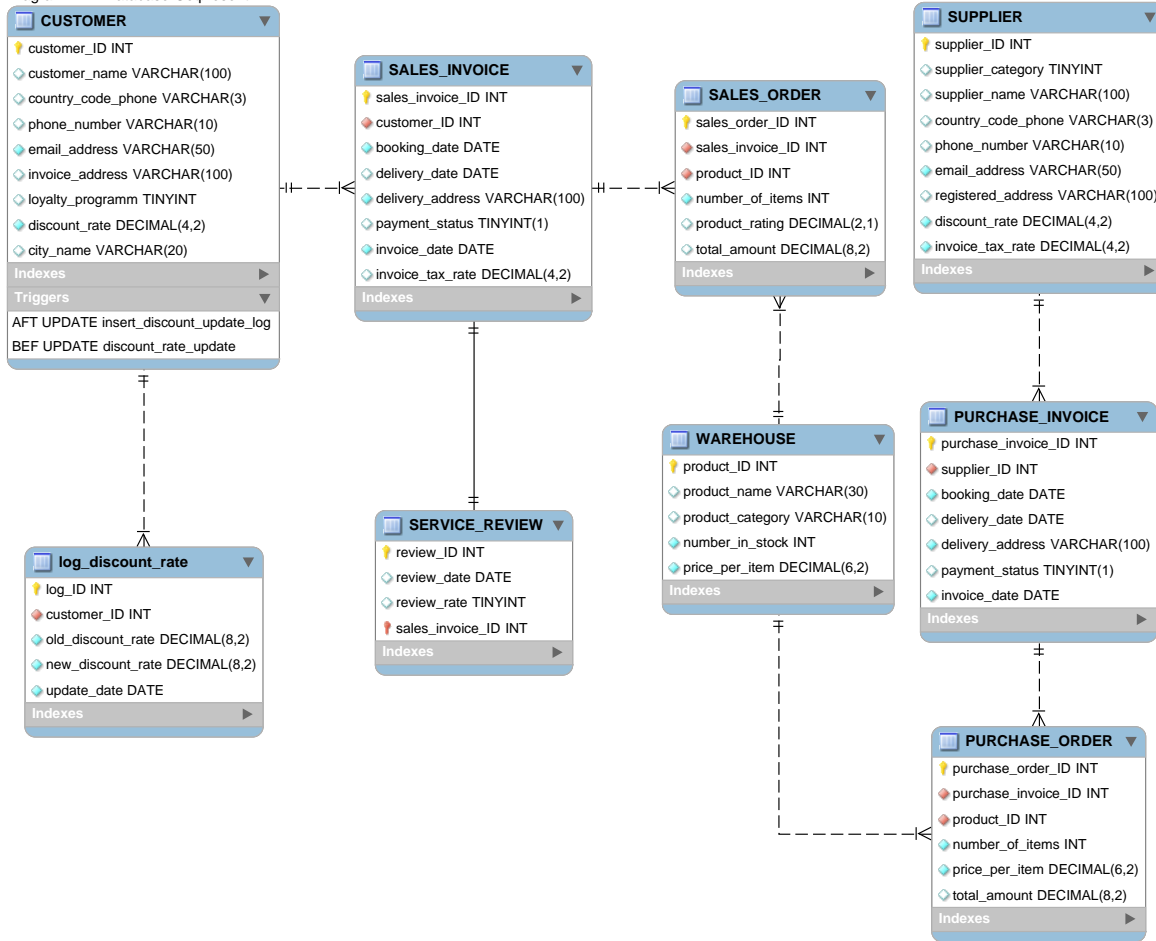 CUSTOMER
customer_ID INT
customer_name VARCHAR(100)
country_code_phone VARCHAR(3)
phone_number VARCHAR(10)
email_address VARCHAR(50)
invoice_address VARCHAR(100)
loyalty_programm TINYINT
discount_rate DECIMAL(4,2)
city_name VARCHAR(20)
Indexes
Triggers
AFT UPDATE insert_discount_update_log
BEF UPDATE discount_rate_update
SALES_INVOICE
sales_invoice_ID INT
customer_ID INT
booking_date DATE
delivery_date DATE
delivery_address VARCHAR(100)
payment_status TINYINT(1)
invoice_date DATE
invoice_tax_rate DECIMAL(4,2)
Indexes
SALES_ORDER
sales_order_ID INT
sales_invoice_ID INT
product_ID INT
number_of_items INT
product_rating DECIMAL(2,1)
total_amount DECIMAL(8,2)
Indexes
SUPPLIER
supplier_ID INT
supplier_category TINYINT
supplier_name VARCHAR(100)
country_code_phone VARCHAR(3)
phone_number VARCHAR(10)
email_address VARCHAR(50)
registered_address VARCHAR(100)
discount_rate DECIMAL(4,2)
invoice_tax_rate DECIMAL(4,2)
Indexes
log_discount_rate
log_ID INT
customer_ID INT
old_discount_rate DECIMAL(8,2)
new_discount_rate DECIMAL(8,2)
update_date DATE
Indexes
SERVICE_REVIEW
review_ID INT
review_date DATE
review_rate TINYINT
sales_invoice_ID INT
Indexes
WAREHOUSE
product_ID INT
product_name VARCHAR(30)
product_category VARCHAR(10)
number_in_stock INT
price_per_item DECIMAL(6,2)
Indexes
PURCHASE_INVOICE
purchase_invoice_ID INT
supplier_ID INT
booking_date DATE
delivery_date DATE
delivery_address VARCHAR(100)
payment_status TINYINT(1)
invoice_date DATE
Indexes
PURCHASE_ORDER
purchase_order_ID INT
purchase_invoice_ID INT
product_ID INT
number_of_items INT
price_per_item DECIMAL(6,2)
total_amount DECIMAL(8,2)
Indexes